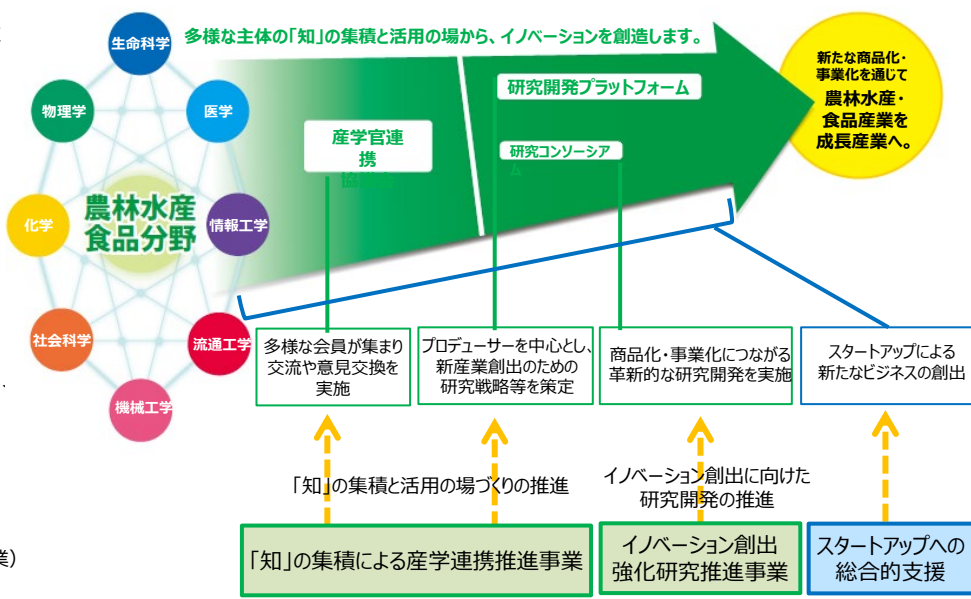 多様な主体の「知」の集積と活用の場から、イノベーションを創造します。
生命科学
物理学
医学
化学
農林水産
食品分野
情報工学
社会科学
流通工学
機械工学
産学官連
携
研究開発プラットフォーム
研究コンソーシア
ム
新たな商品化・
事業化を通じて
農林水産・
食品産業を
成長産業へ。
多様な会員が集まり
交流や意見交換を
実施
プロデューサーを中心とし、
新産業創出のための
研究戦略等を策定
商品化・事業化につながる
革新的な研究開発を実施
スタートアップによる
新たなビジネスの創出
「知」の集積と活用の場づくりの推進
イノベーション創出に向けた
研究開発の推進
業)
「知」の集積による産学連携推進事業
イノベーション創出
強化研究推進事業
スタートアップへの
総合的支援